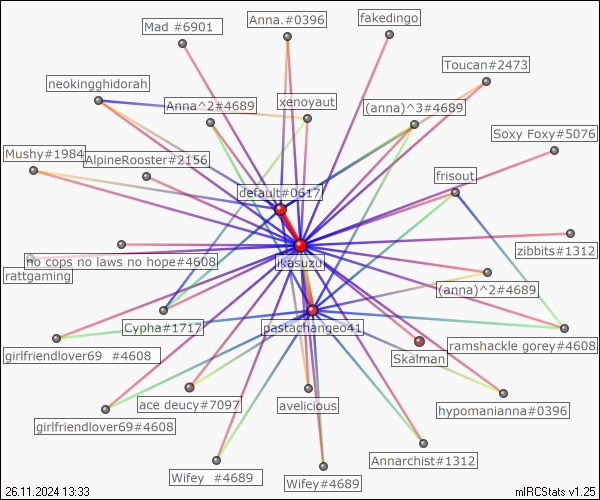 Mad #6901
Anna.#0396
fakedingo
Toucan#2473
neokingghidorah
Anna^2#4689
xenoyaut
(anna)^3#4689
Soxy Foxy#5076
Mushy#1984
AlpineRooster#2156
frisout
default#0617
zibbits#1312
no cops no laws no hope#4608
ikasuzu
rattgaming
(anna)^2#4689
Cypha#1717
pastachangeo41
ramshackle gorey#4608
girlfriendlover69 #4608
Skalman
ace deucy#7097
avelicious
hypomanianna#0396
girlfriendlover69#4608
Annarchist#1312
Wifey #4689
Wifey#4689
26.11.2024 13:33
mIRCStats v1.25